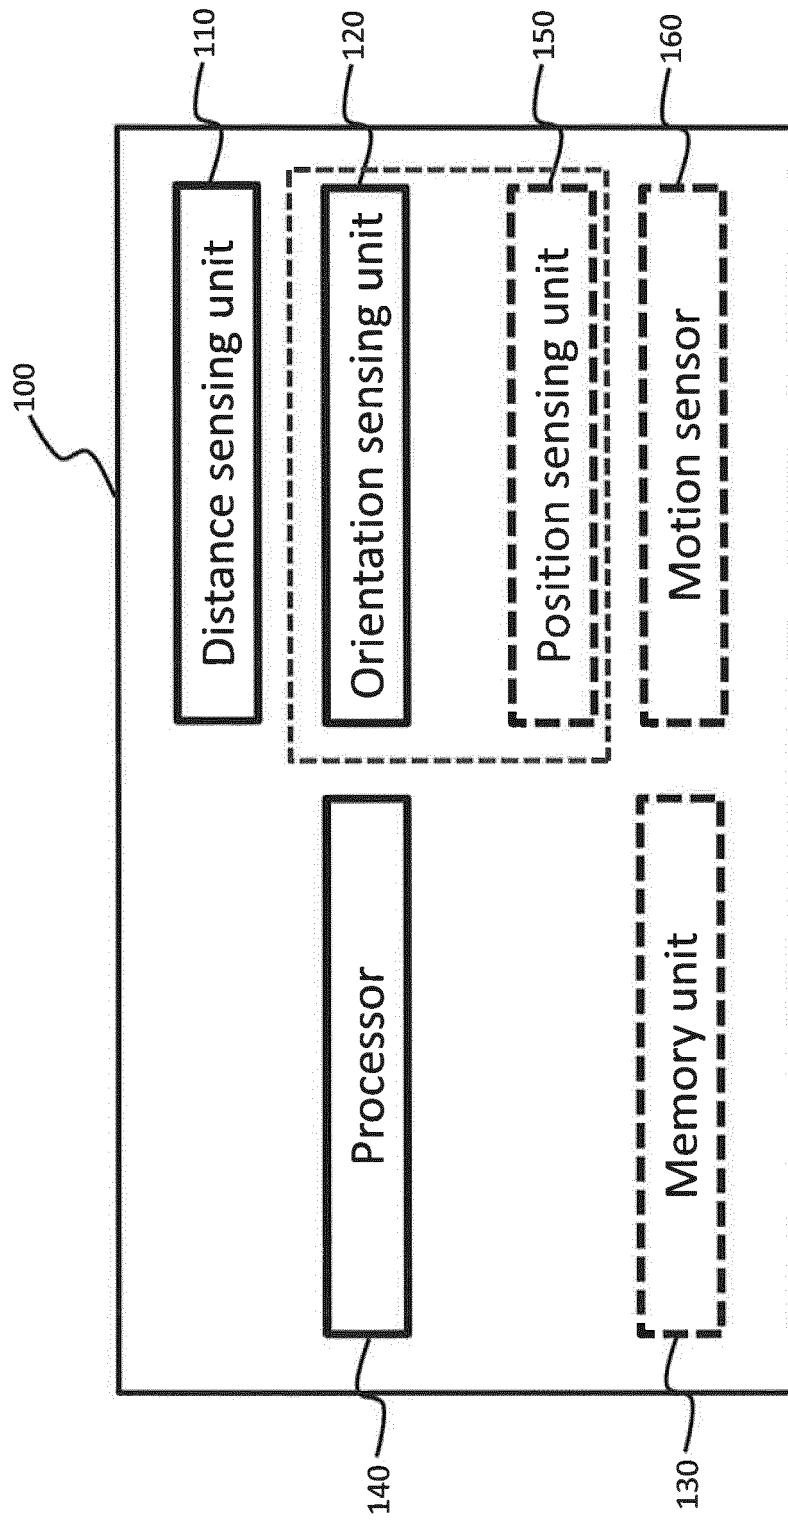 100
Distance sensing unit
110
Processor
140
Orientation sensing unit
120
Position sensing unit
150
Memory unit
130
Motion sensor
160